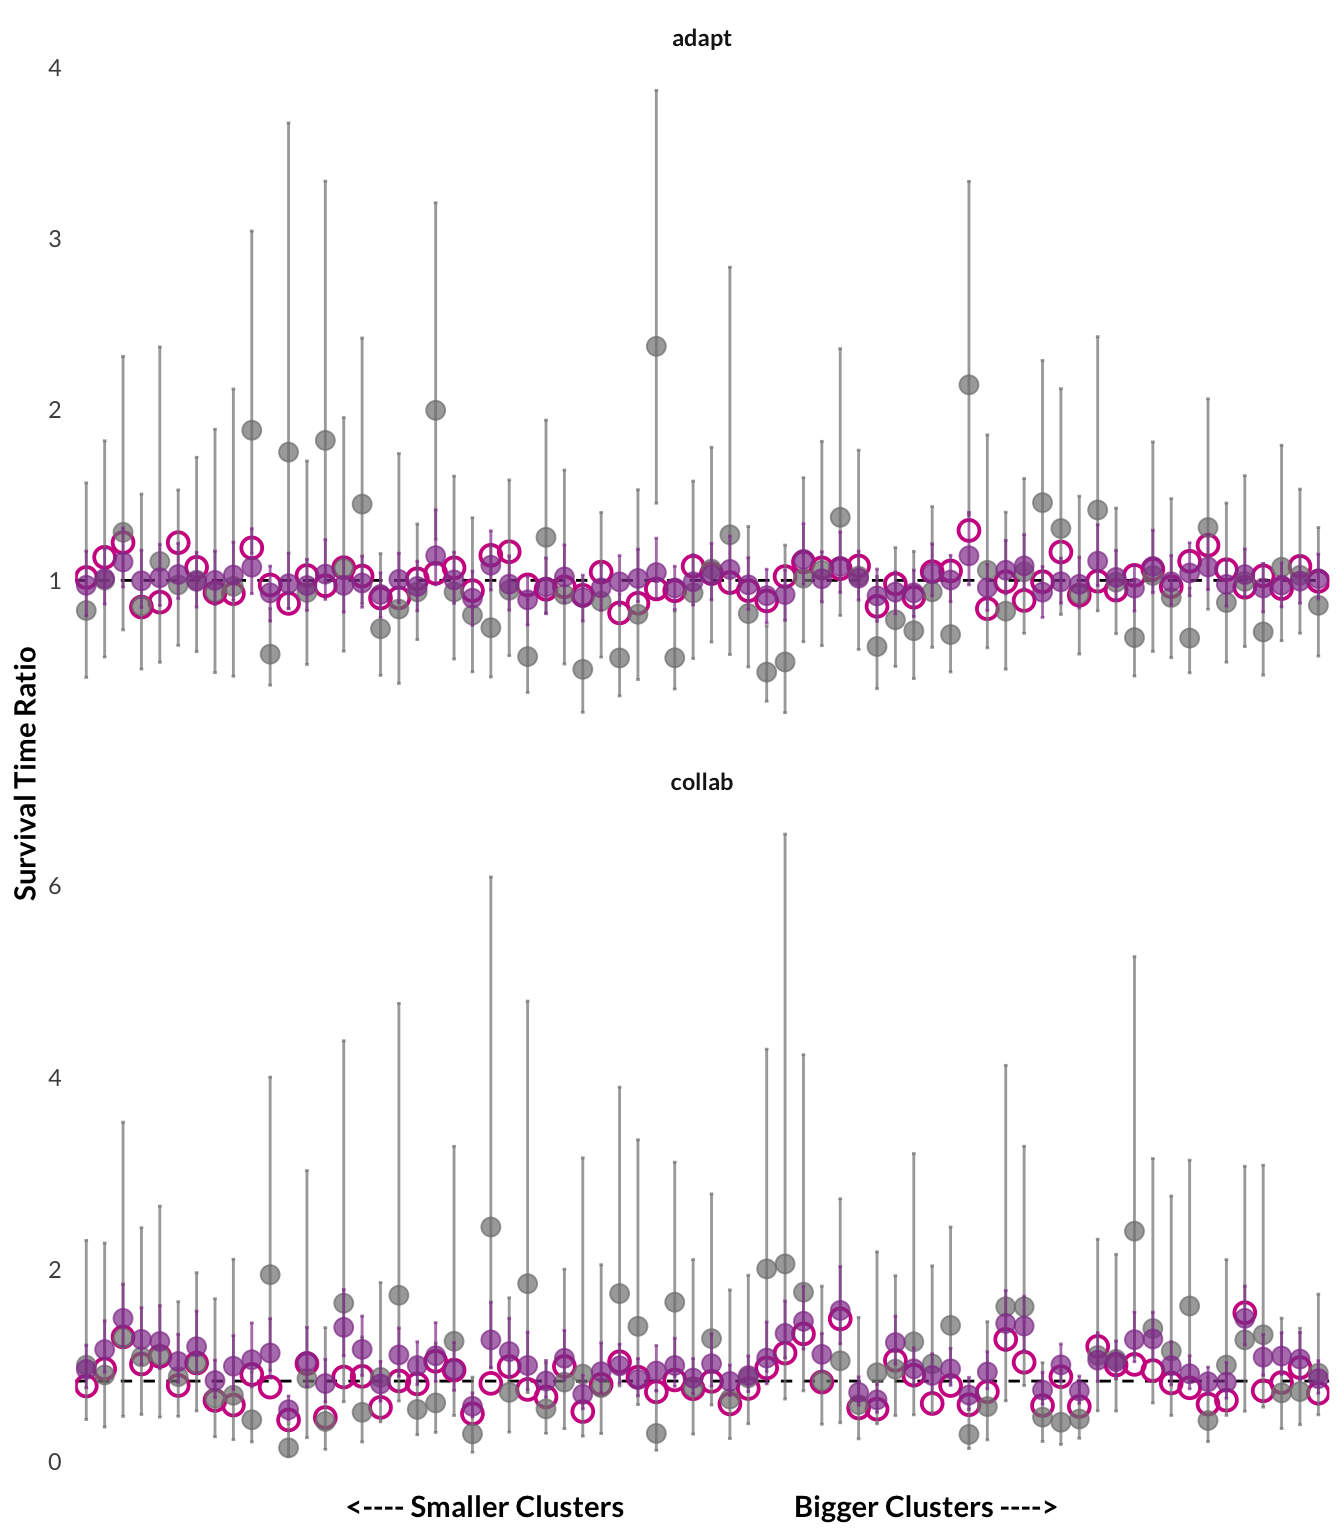 adapt
4
3
2
1
collab
6
4
2
0
Survival Time Ratio
<---- Smaller Clusters
Bigger Clusters ---->